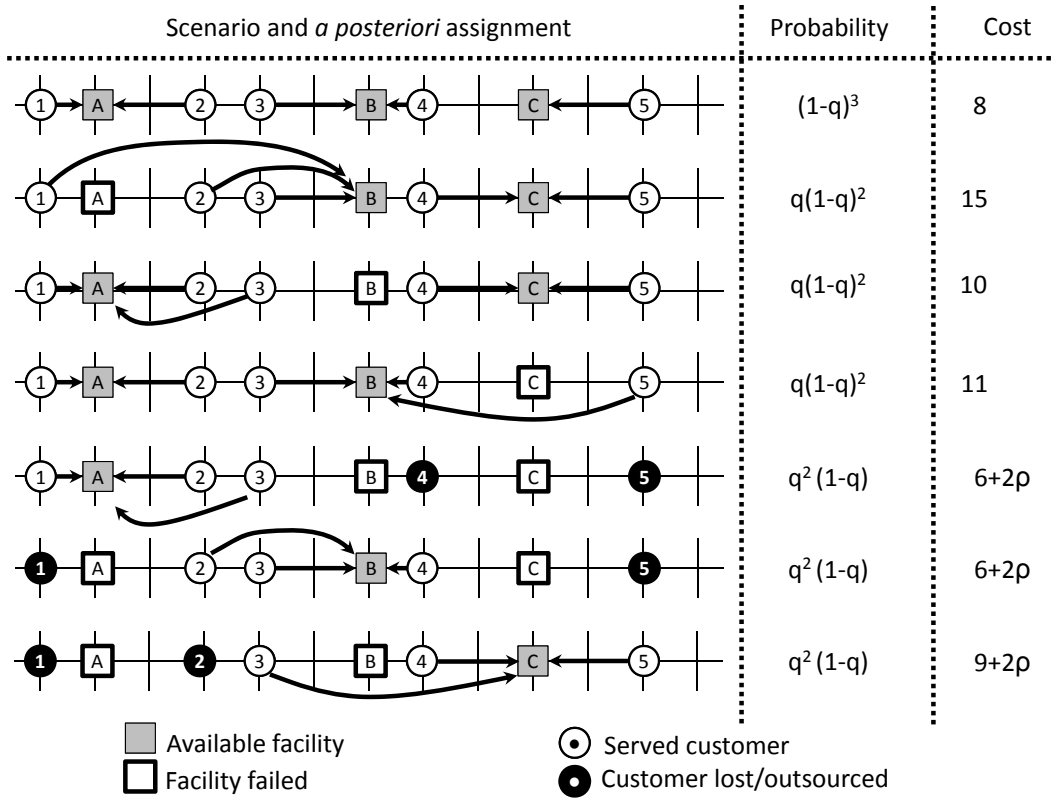 Scenario and a posteriori assignment Probability Cost
1 A 2 3 B 4 C 5 (1-q)³ 8
1 A 2 3 B 4 C 5 q(1-q)² 15
1 A 2 3 B 4 C 5 q(1-q)² 10
1 A 2 3 B 4 C 5 q(1-q)² 11
1 A 2 3 B 4 C 5 q² (1-q) 6+2ρ
1 A 2 3 B 4 C 5 q² (1-q) 6+2ρ
1 A 2 3 B 4 C 5 q² (1-q) 9+2ρ
Available facility Served customer
Facility failed Customer lost/outsourced